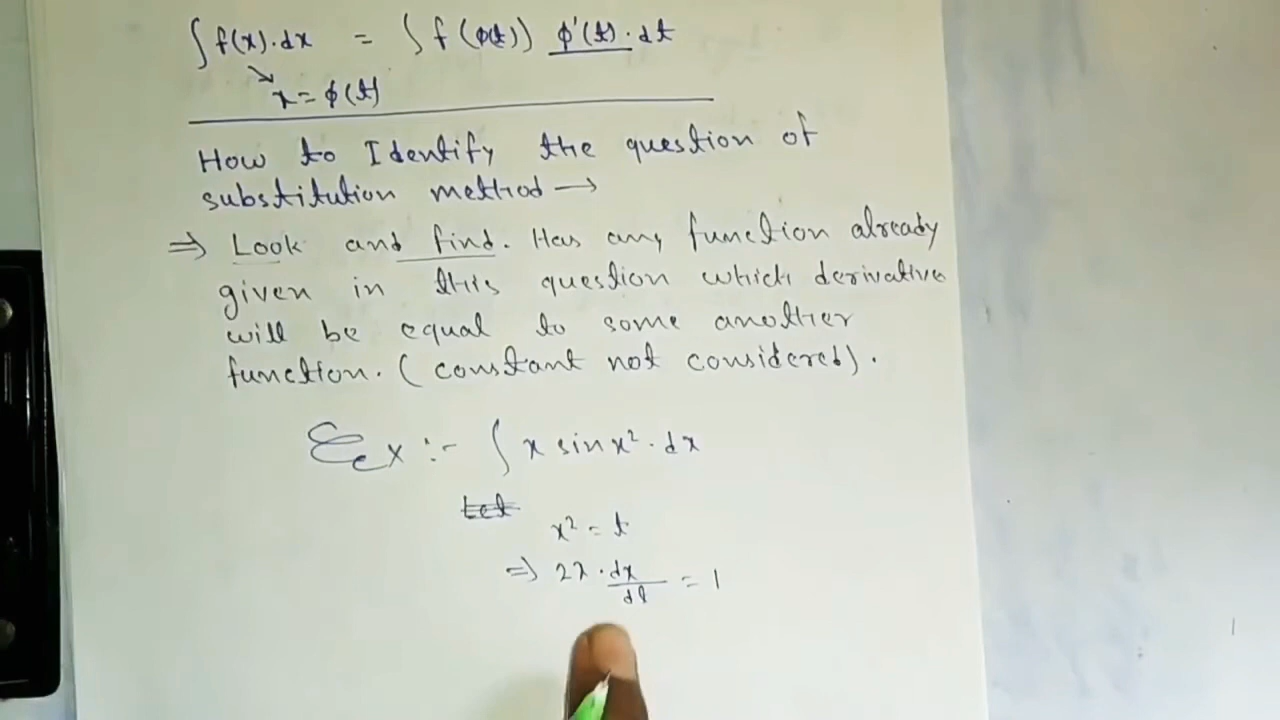 ∫ f(x)·dx = ∫ f(φ(t)) φ'(t)·dt
x = φ(t)
How to Identify the question of
substitution method →
⇒ Look and find. Has any function already
given in this question which derivative
will be equal to some another
function. (constant not considered).
Ex :- ∫ x sin x²·dx
x² = t
⇒ 2x · dx/dt = 1